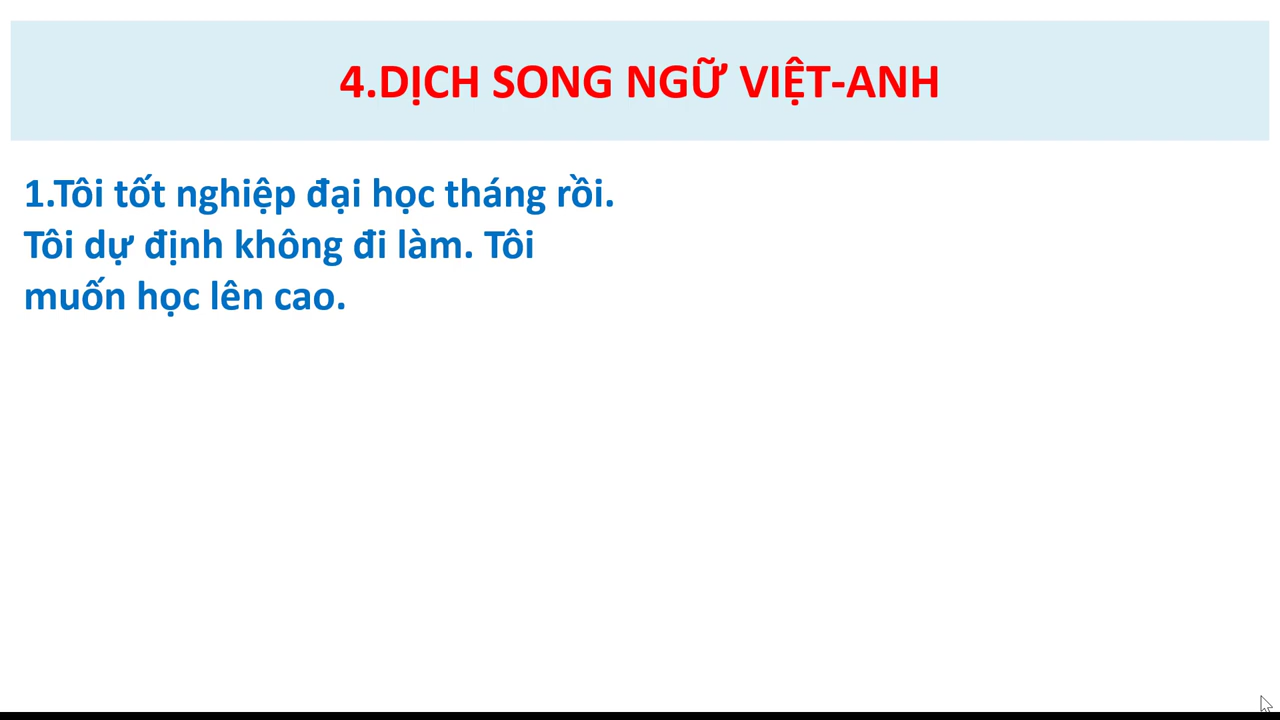 4.DỊCH SONG NGỮ VIỆT-ANH
1.Tôi tốt nghiệp đại học tháng rồi.
Tôi dự định không đi làm. Tôi
muốn học lên cao.